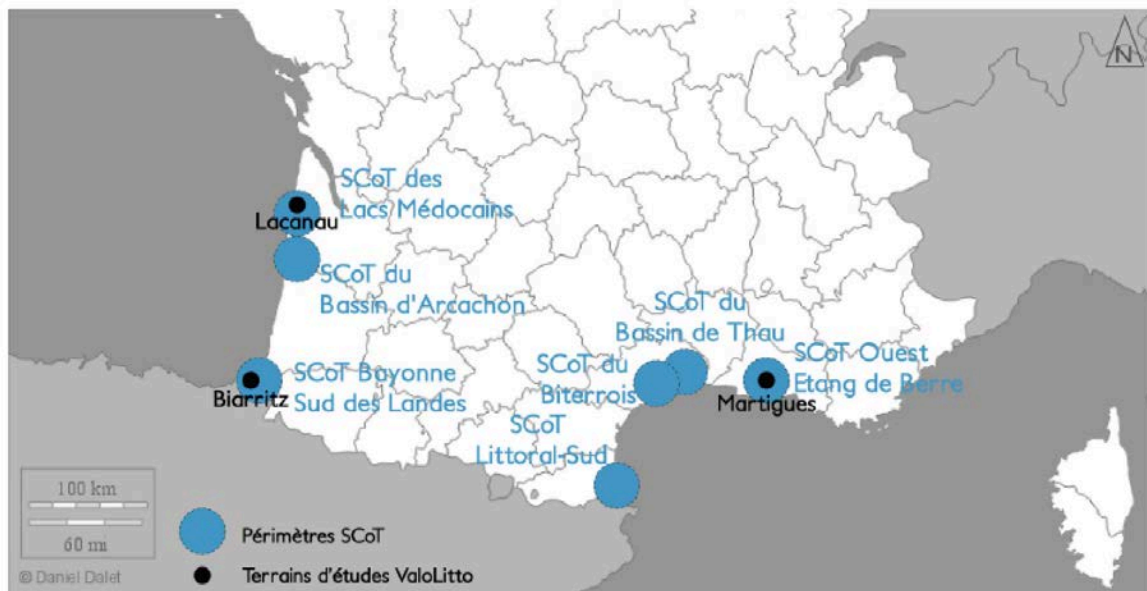 N
SCoT des
Lacs Médocains
Lacanau
SCoT du
Bassin d'Arcachon
SCoT du
Bassin de Thau
SCoT Bayonne
Sud des Landes
Biarritz
SCoT du
Biterrois
SCoT Ouest
Etang de Berre
Martigues
SCoT
Littoral-Sud
100 km
60 mi
Périmètres SCoT
Terrains d'études ValoLitto
© Daniel Dalet